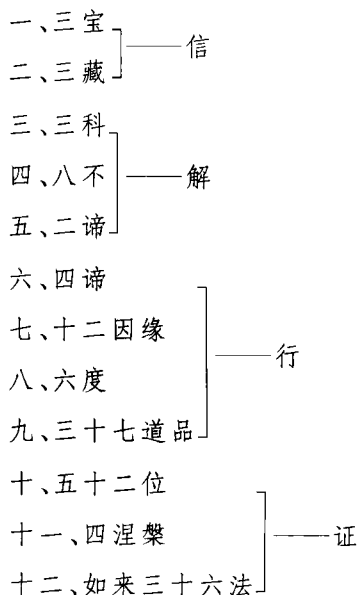 一、三宝
二、三藏
信
三、三科
四、八不
五、二谛
解
六、四谛
七、十二因缘
八、六度
九、三十七道品
行
十、五十二位
十一、四涅槃
十二、如来三十六法
证